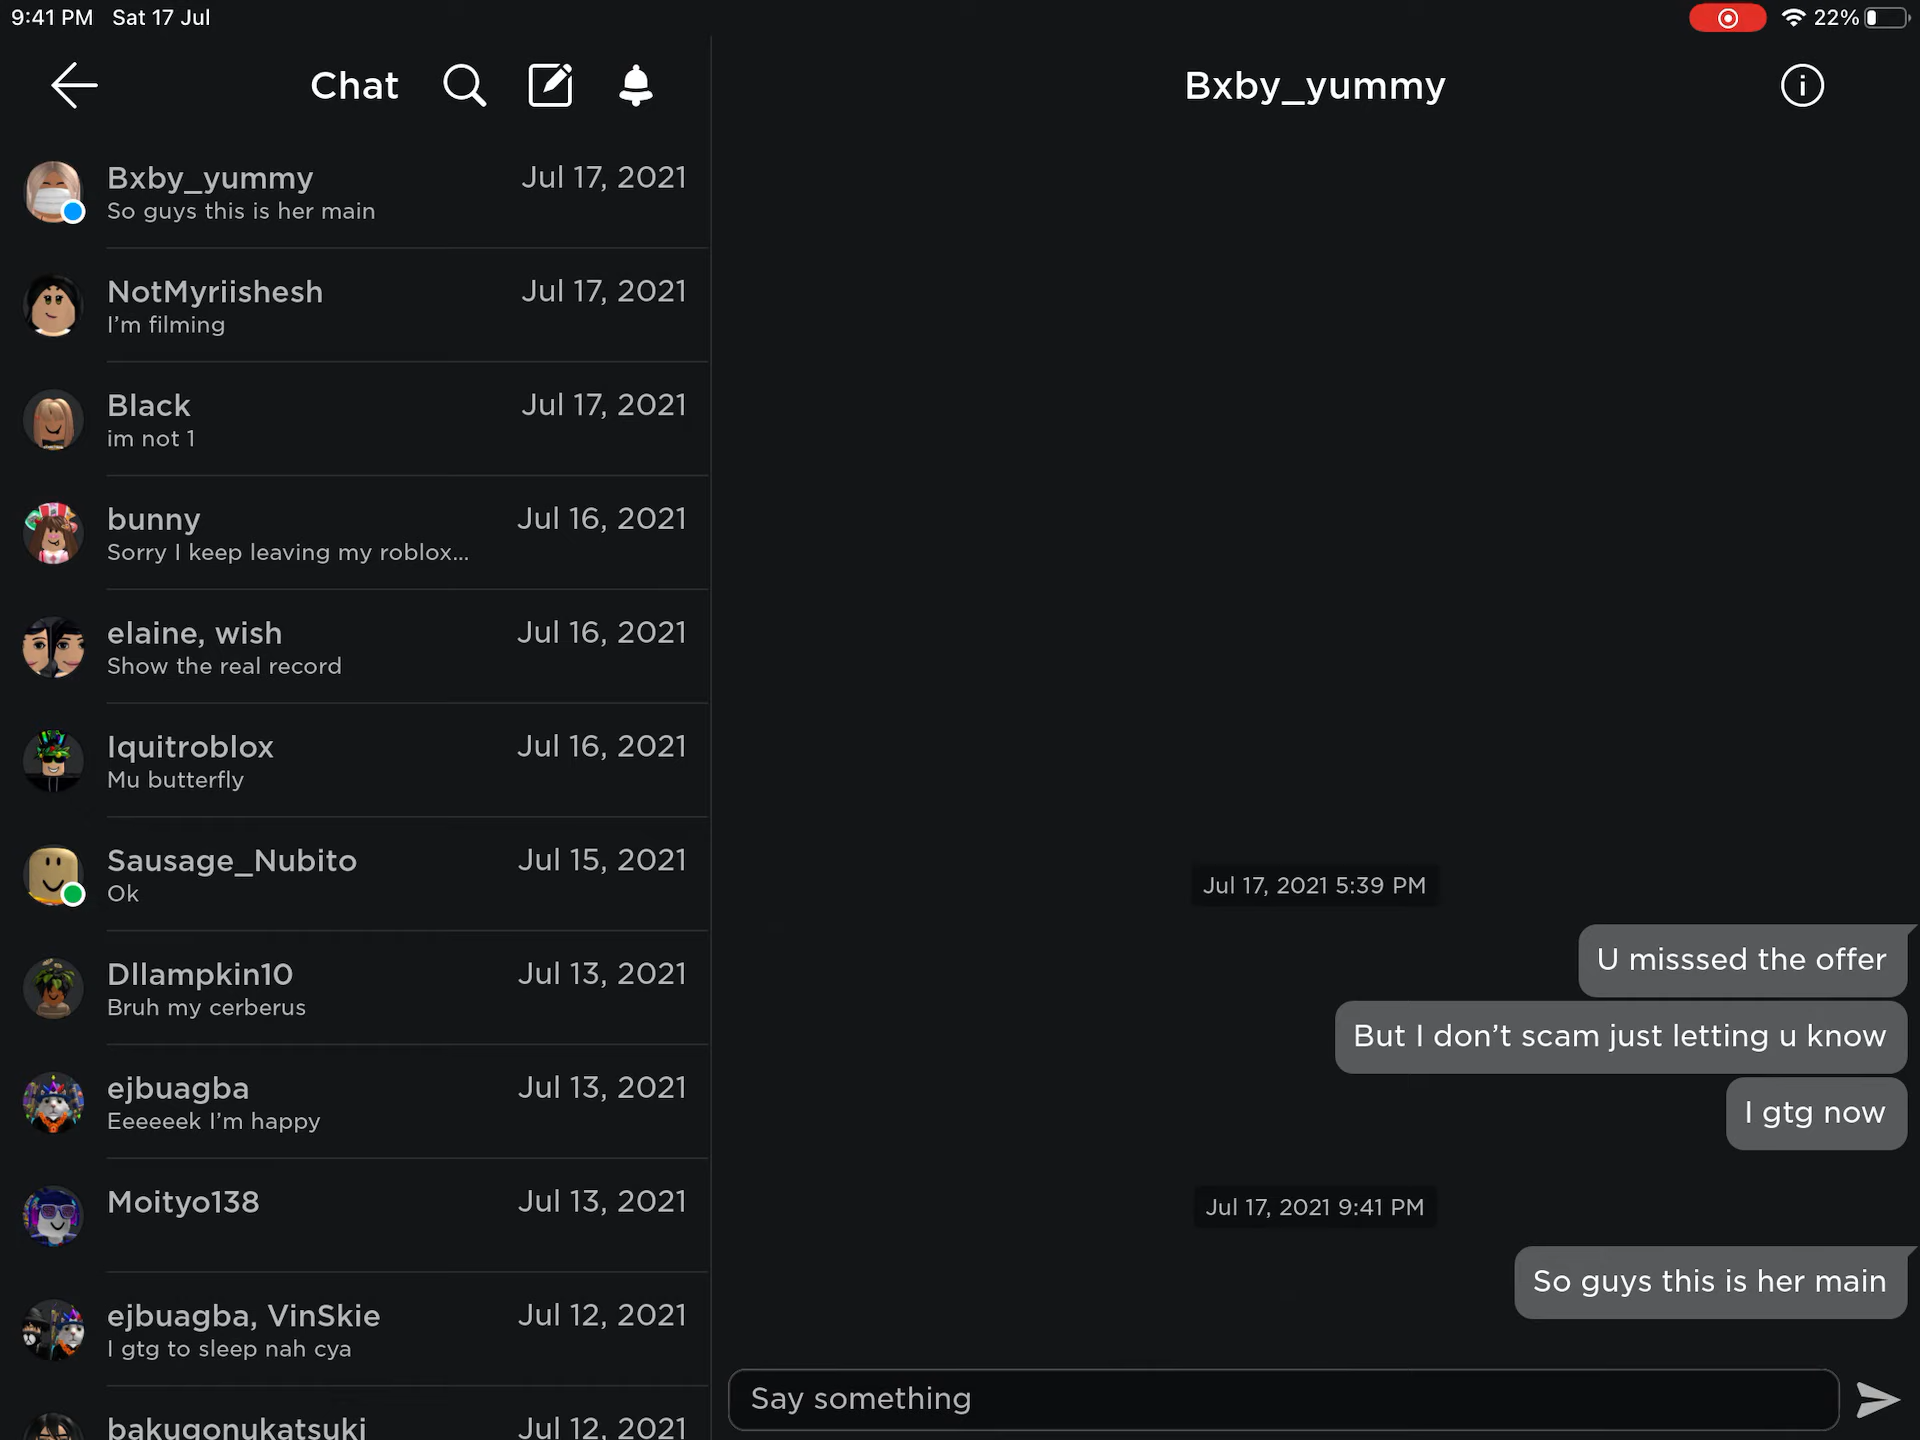 9:41 PM Sat 17 Jul
22%
Chat
Bxby_yummy Jul 17, 2021
So guys this is her main
NotMyriishesh Jul 17, 2021
I’m filming
Black Jul 17, 2021
im not 1
bunny Jul 16, 2021
Sorry I keep leaving my roblox...
elaine, wish Jul 16, 2021
Show the real record
Iquitroblox Jul 16, 2021
Mu butterfly
Sausage_Nubito Jul 15, 2021
Ok
Dllampkin10 Jul 13, 2021
Bruh my cerberus
ejbuagba Jul 13, 2021
Eeeeeek I’m happy
Moityo138 Jul 13, 2021
ejbuagba, VinSkie Jul 12, 2021
I gtg to sleep nah cya
bakugonukatsuki Jul 12, 2021
Bxby_yummy
Jul 17, 2021 5:39 PM
U misssed the offer
But I don’t scam just letting u know
I gtg now
Jul 17, 2021 9:41 PM
So guys this is her main
Say something